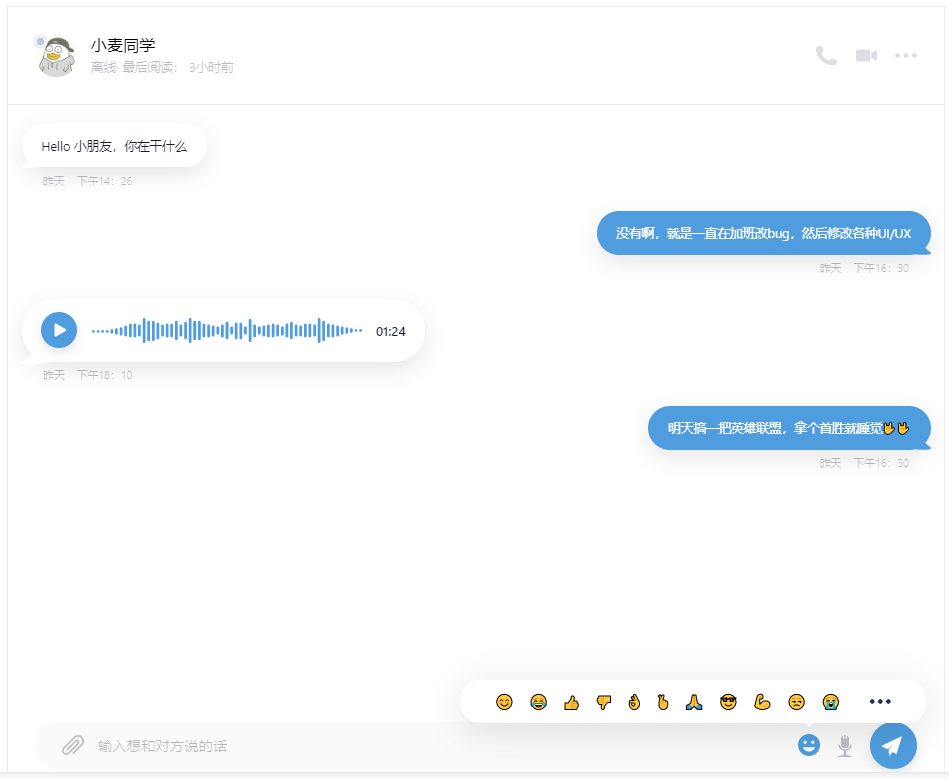 小麦同学
离线· 最后阅读： 3小时前
Hello 小朋友，你在干什么
昨天 下午14：26
没有啊，就是一直在加班改bug，然后修改各种UI/UX
昨天 下午16：30
01:24
昨天 下午18：10
明天搞一把英雄联盟，拿个首胜就睡觉🤟🤟
昨天 下午16：30
输入想和对方说的话